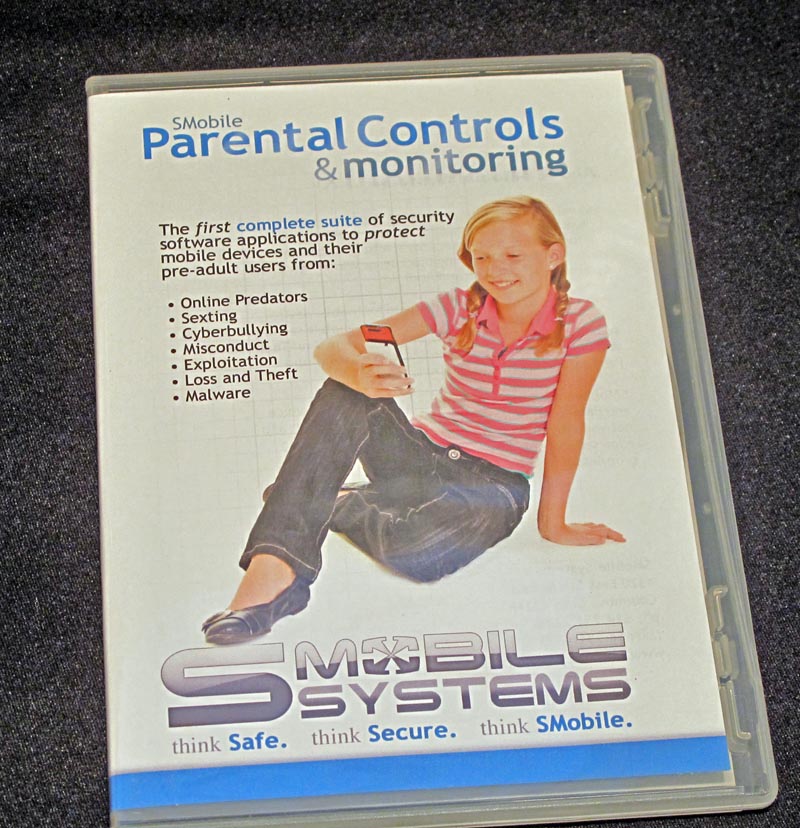 SMobile
Parental Controls
& monitoring
The first complete suite of security
software applications to protect
mobile devices and their
pre-adult users from:
• Online Predators
• Sexting
• Cyberbullying
• Misconduct
• Exploitation
• Loss and Theft
• Malware
SMOBILE
SYSTEMS
think Safe. think Secure. think SMobile.